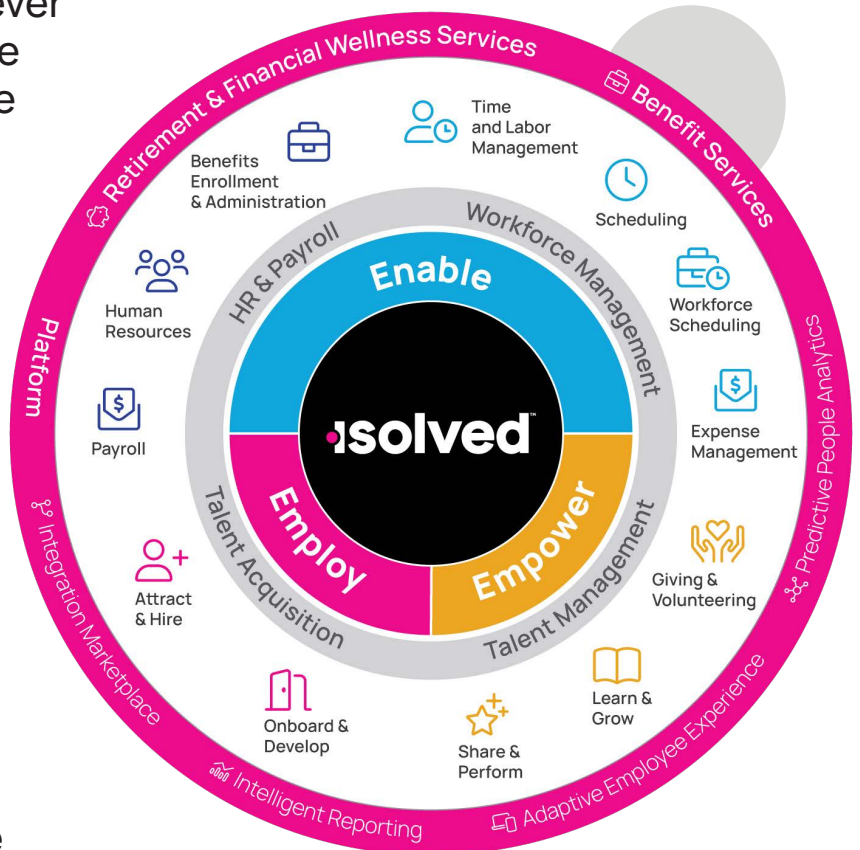 ever
e
e
Retirement & Financial Wellness Services
Benefit Services
Time
and Labor
Management
Benefits
Enrollment
& Administration
Scheduling
HR & Payroll
Workforce Management
Enable
Human
Resources
Workforce
Scheduling
Platform
Predictive People Analytics
Payroll
isolved™
Expense
Management
Employ
Empower
Talent Acquisition
Talent Management
Integration Marketplace
Attract
& Hire
Giving &
Volunteering
Onboard &
Develop
Share &
Perform
Learn &
Grow
Intelligent Reporting
Adaptive Employee Experience
e